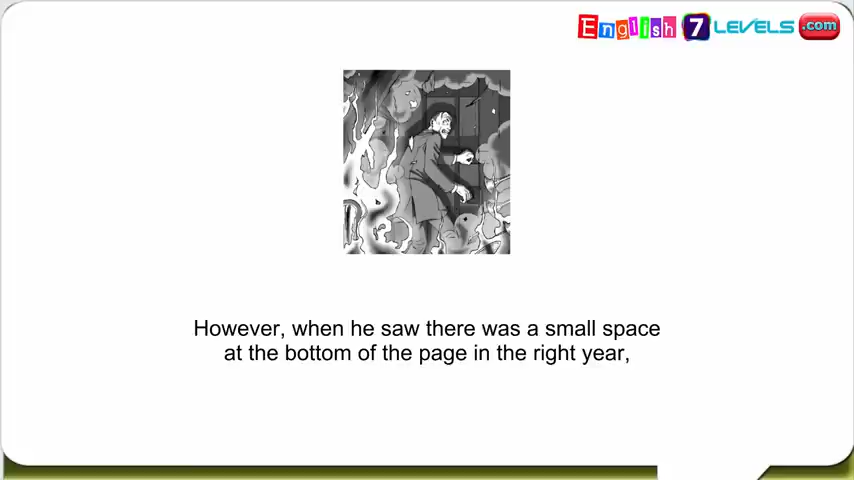 English 7 LEVELS .com
However, when he saw there was a small space
at the bottom of the page in the right year,